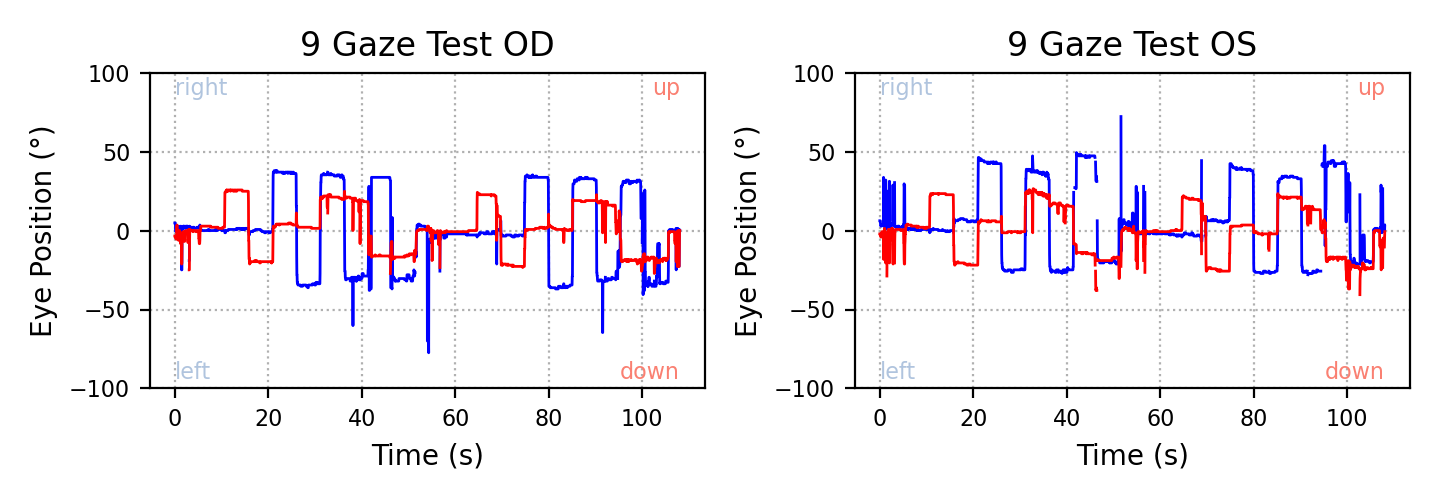 9 Gaze Test OD
100
50
0
−50
−100
Eye Position (°)
right
up
left
down
0 20 40 60 80 100
Time (s)
9 Gaze Test OS
100
50
0
−50
−100
Eye Position (°)
right
up
left
down
0 20 40 60 80 100
Time (s)